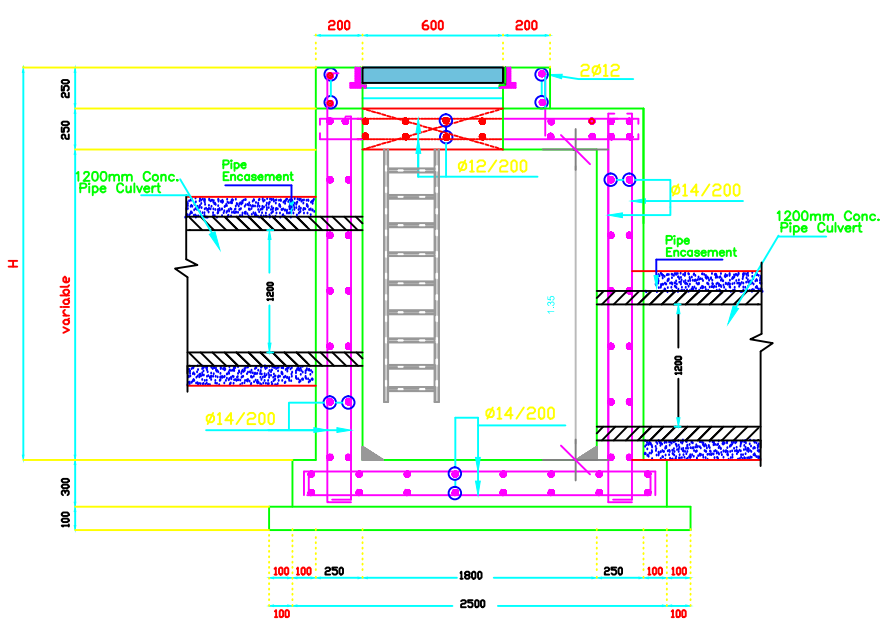 200 600 200
2Ø12
250
250
Ø12/200
1200mm Conc.
Pipe Culvert
Pipe
Encasement
Ø14/200
1200mm Conc.
Pipe Culvert
Pipe
Encasement
H
variable
1200
1.35
1200
Ø14/200
Ø14/200
300
100
100 100 250 1800 250 100 100
2500
100 100